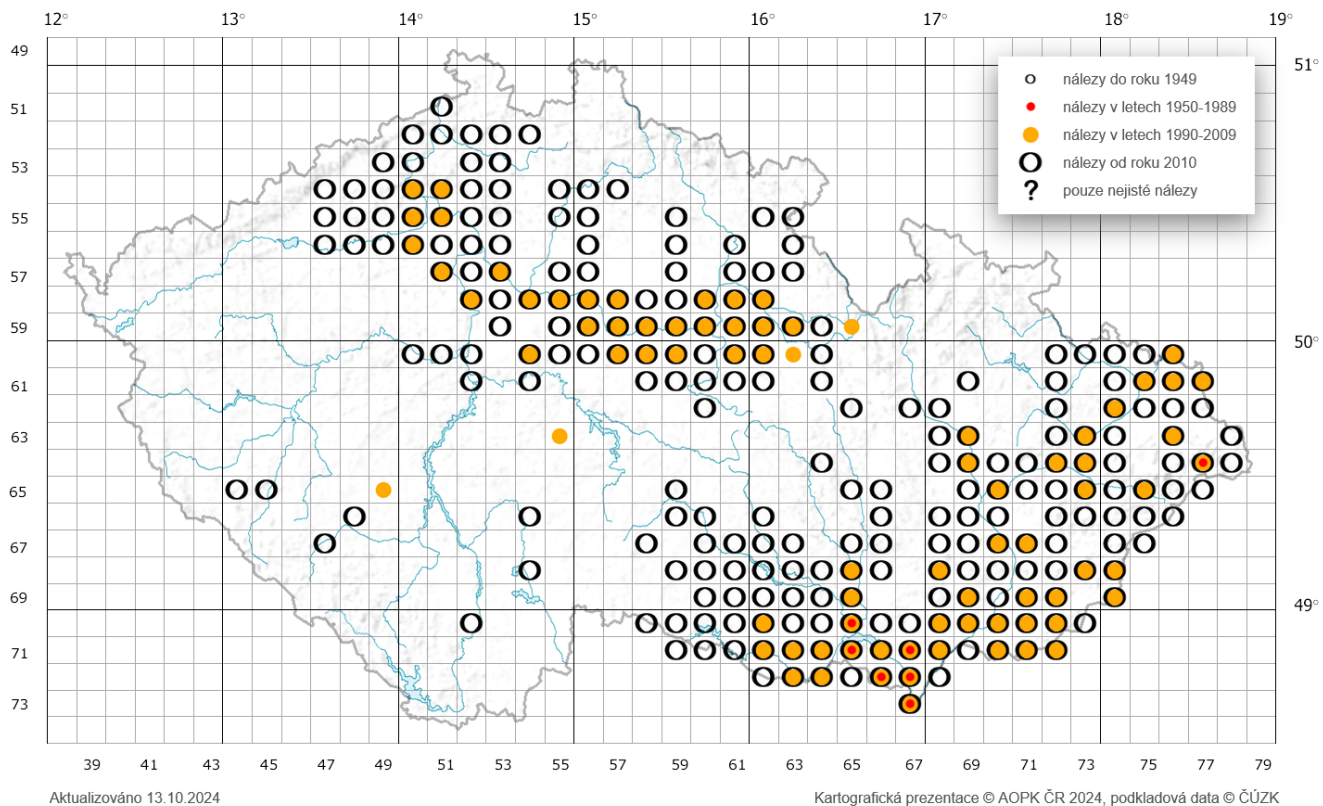 12° 13° 14° 15° 16° 17° 18° 19°
49
51°
nálezy do roku 1949
51
nálezy v letech 1950-1989
nálezy v letech 1990-2009
53
nálezy od roku 2010
? pouze nejisté nálezy
55
57
59
50°
61
63
65
67
69
49°
71
73
39 41 43 45 47 49 51 53 55 57 59 61 63 65 67 69 71 73 75 77 79
Aktualizováno 13.10.2024
Kartografická prezentace © AOPK ČR 2024, podkladová data © ČÚZK